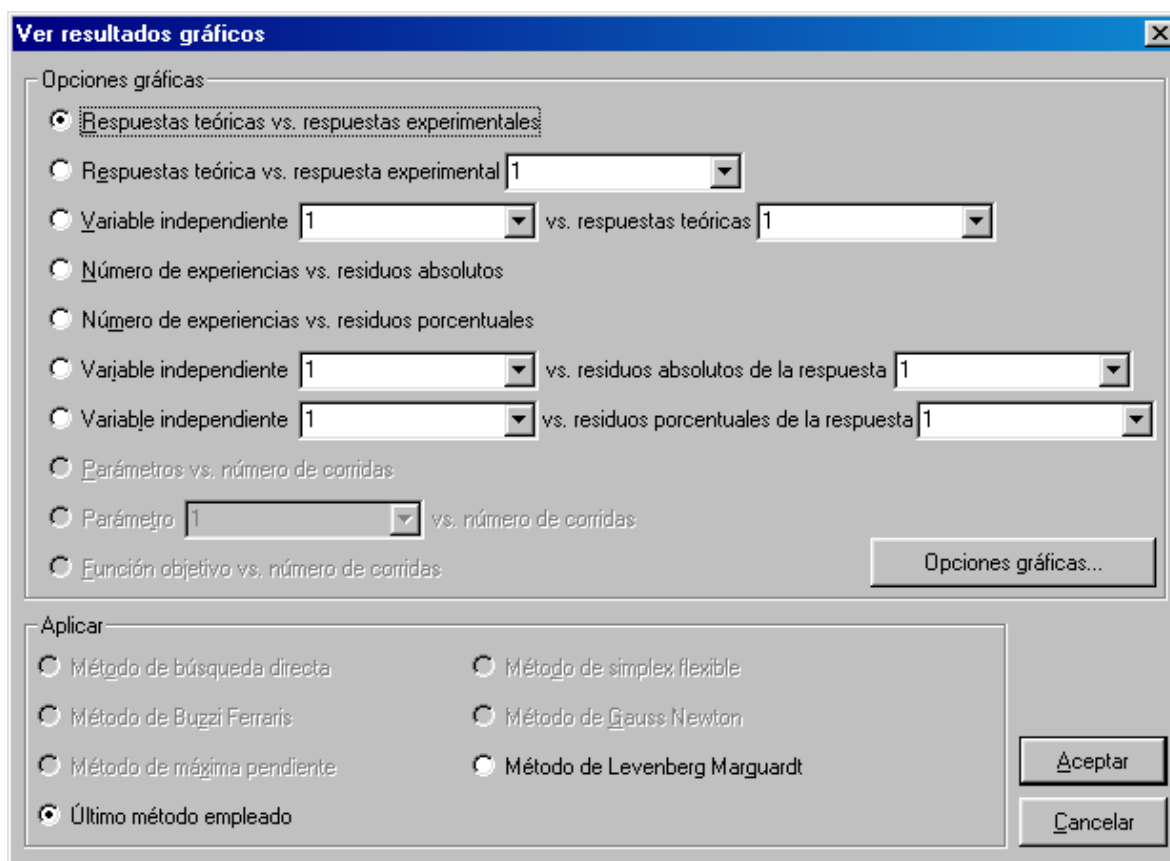 Ver resultados gráficos
Opciones gráficas
Respuestas teóricas vs. respuestas experimentales
Respuestas teórica vs. respuesta experimental 1
Variable independiente 1 vs. respuestas teóricas 1
Número de experiencias vs. residuos absolutos
Número de experiencias vs. residuos porcentuales
Variable independiente 1 vs. residuos absolutos de la respuesta 1
Variable independiente 1 vs. residuos porcentuales de la respuesta 1
Parámetros vs. número de corridas
Parámetro 1 vs. número de corridas
Función objetivo vs. número de corridas
Opciones gráficas...
Aplicar
Método de búsqueda directa Método de simplex flexible
Método de Buzzi Ferraris Método de Gauss Newton
Método de máxima pendiente Método de Levenberg Marguardt
Último método empleado
Aceptar
Cancelar